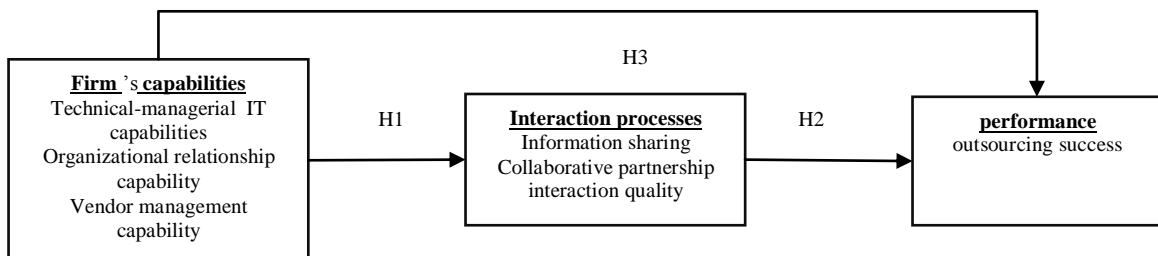 H3
Firm 's capabilities
Technical-managerial IT
capabilities
Organizational relationship
capability
Vendor management
capability
H1
Interaction processes
Information sharing
Collaborative partnership
interaction quality
H2
performance
outsourcing success